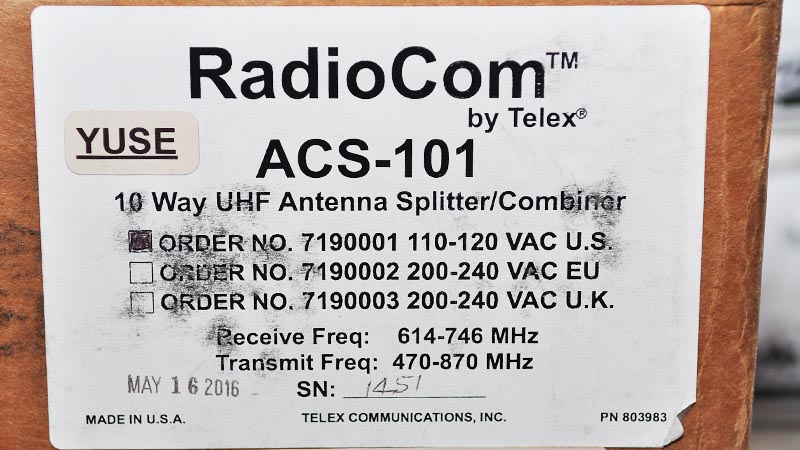 RadioCom™
by Telex®
YUSE
ACS-101
10 Way UHF Antenna Splitter/Combiner
ORDER NO. 7190001 110-120 VAC U.S.
ORDER NO. 7190002 200-240 VAC EU
ORDER NO. 7190003 200-240 VAC U.K.
Receive Freq: 614-746 MHz
Transmit Freq: 470-870 MHz
MAY 16 2016 SN: 1451
MADE IN U.S.A. TELEX COMMUNICATIONS, INC. PN 803983